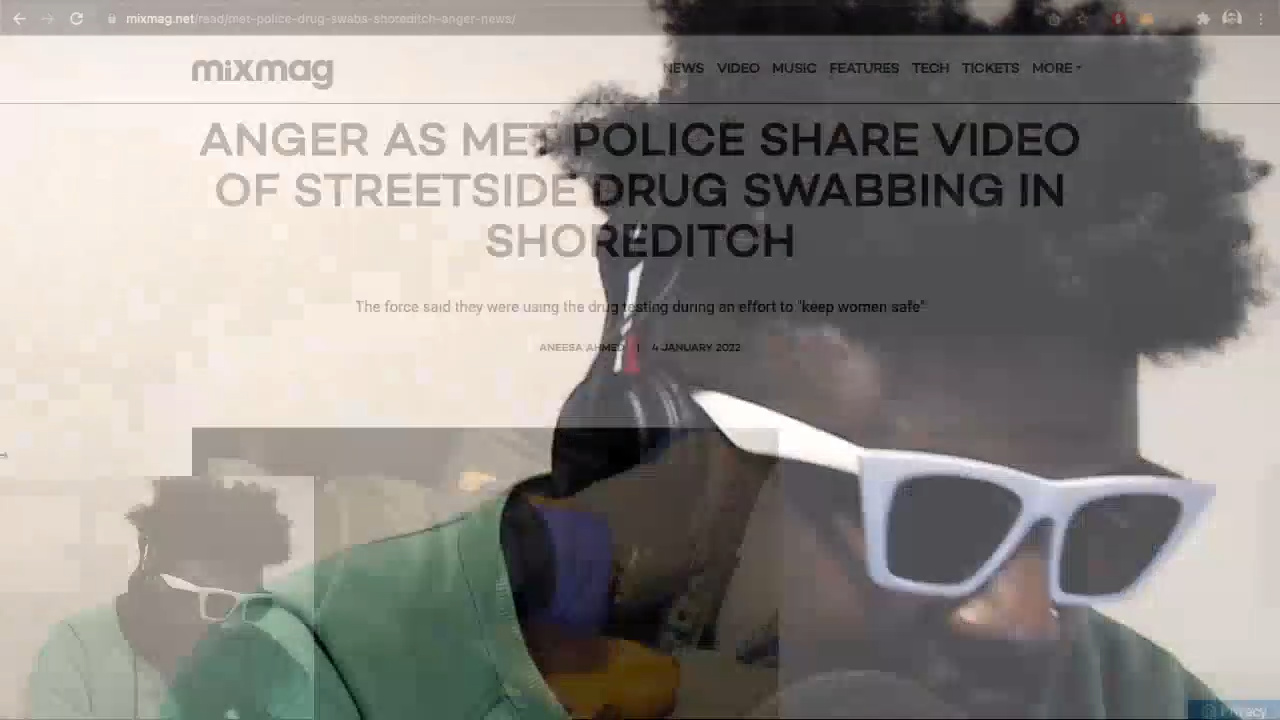 mixmag.net/read/met-police-drug-swabs-shoreditch-anger-news/
mixmag
NEWS VIDEO MUSIC FEATURES TECH TICKETS MORE
ANGER AS MET POLICE SHARE VIDEO
OF STREETSIDE DRUG SWABBING IN
SHOREDITCH
The force said they were using the drug testing during an effort to "keep women safe"
ANEESA AHMED | 4 JANUARY 2022
Privacy